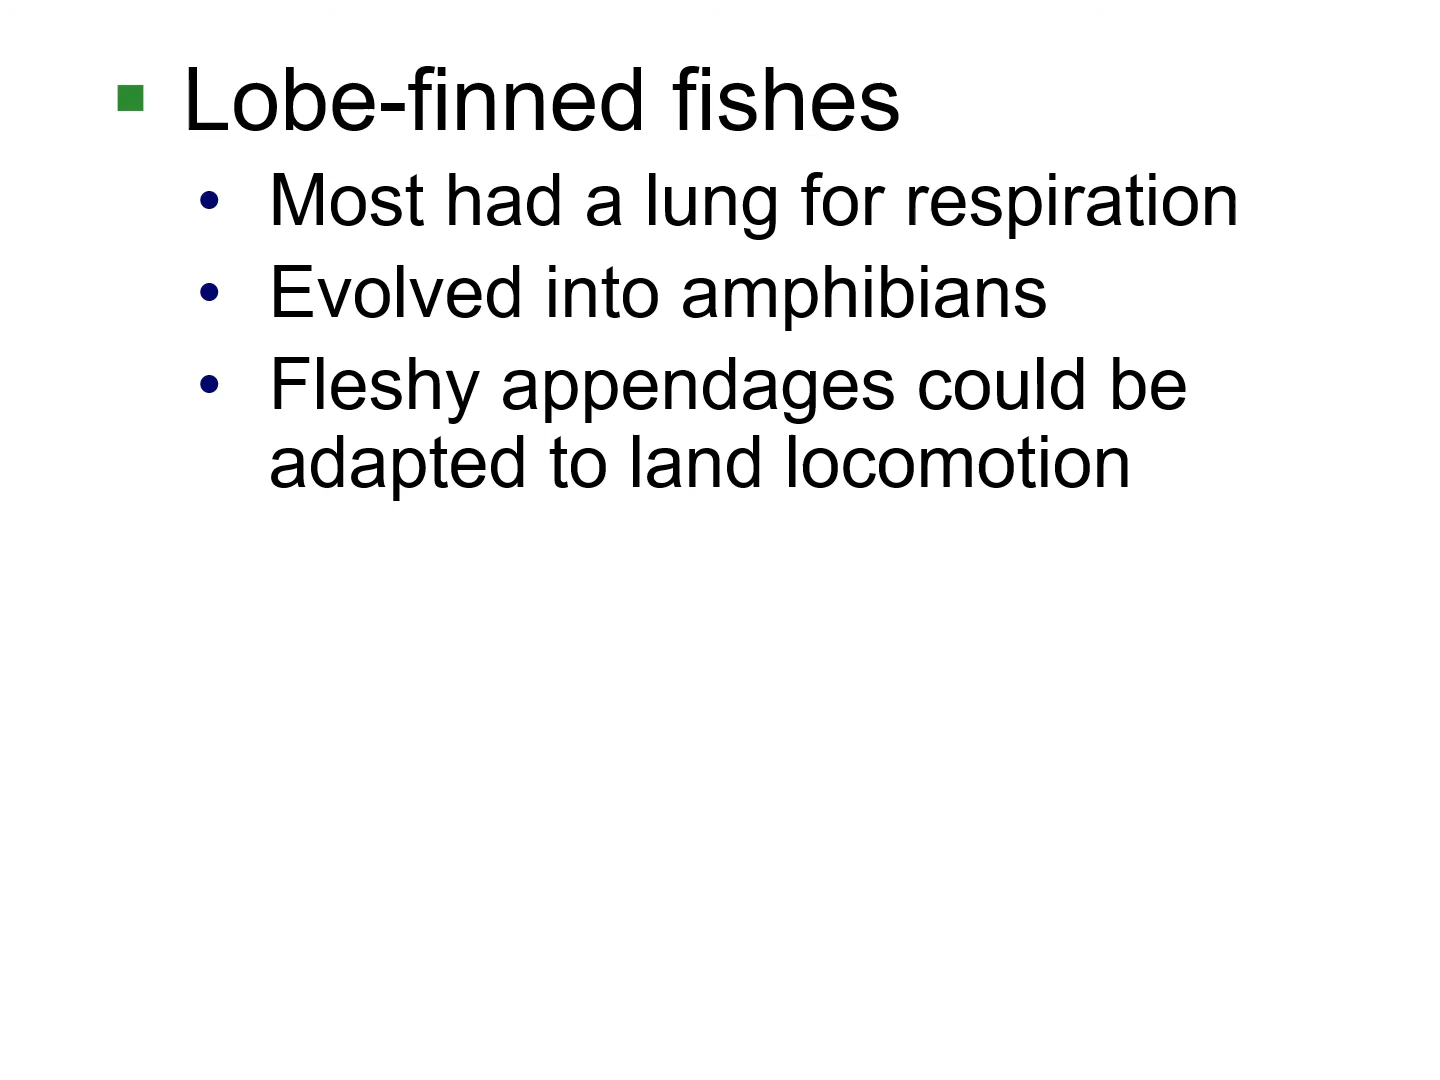 Lobe-finned fishes
• Most had a lung for respiration
• Evolved into amphibians
• Fleshy appendages could be
adapted to land locomotion